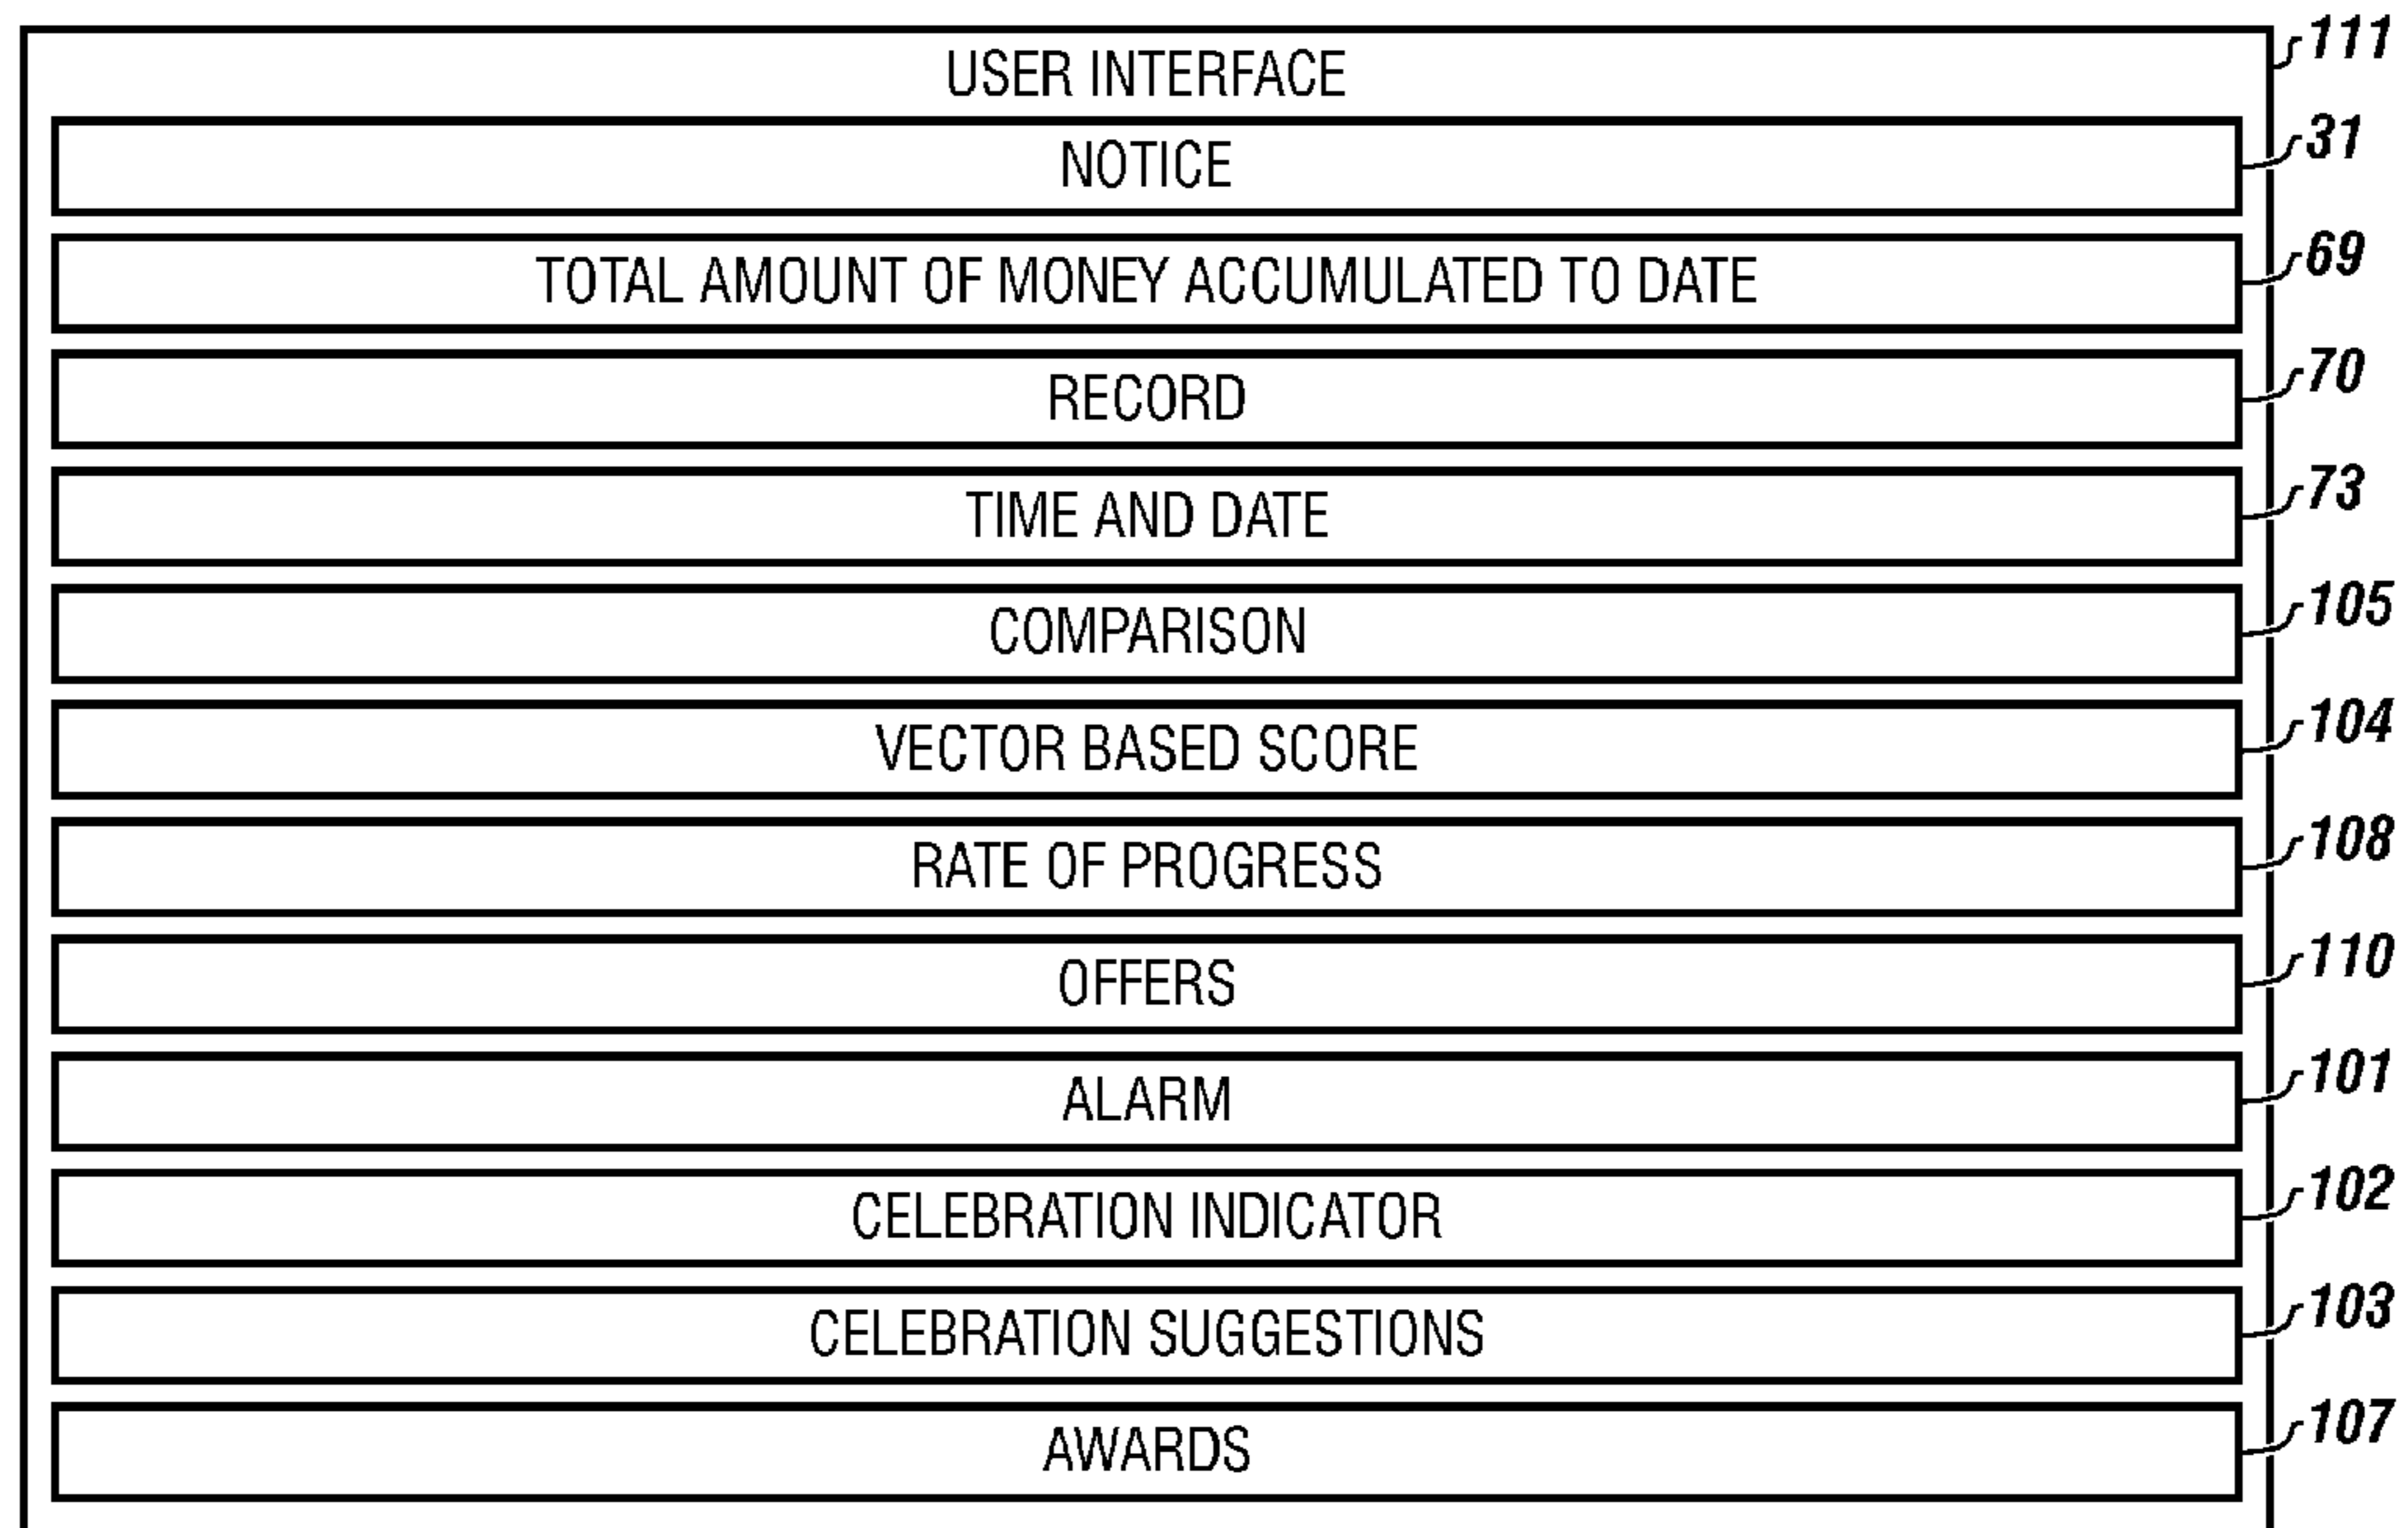 USER INTERFACE 111
NOTICE 31
TOTAL AMOUNT OF MONEY ACCUMULATED TO DATE 69
RECORD 70
TIME AND DATE 73
COMPARISON 105
VECTOR BASED SCORE 104
RATE OF PROGRESS 108
OFFERS 110
ALARM 101
CELEBRATION INDICATOR 102
CELEBRATION SUGGESTIONS 103
AWARDS 107